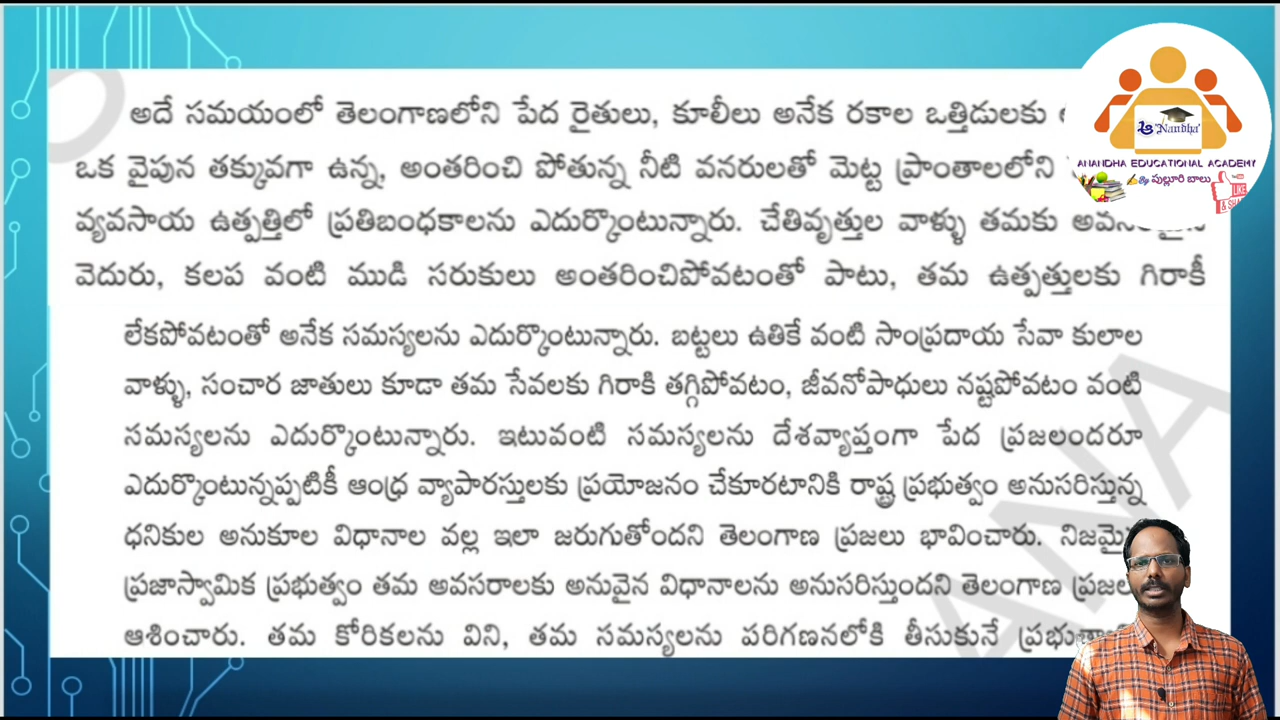 అదే సమయంలో తెలంగాణలోని పేద రైతులు, కూలీలు అనేక రకాల ఒత్తిడులకు
ఒక వైపున తక్కువగా ఉన్న, అంతరించి పోతున్న నీటి వనరులతో మెట్ట ప్రాంతాలలోని
వ్యవసాయ ఉత్పత్తిలో ప్రతిబంధకాలను ఎదుర్కొంటున్నారు. చేతివృత్తుల వాళ్ళు తమకు
వెదురు, కలప వంటి ముడి సరుకులు అంతరించిపోవటంతో పాటు, తమ ఉత్పత్తులకు గిరాకీ
లేకపోవటంతో అనేక సమస్యలను ఎదుర్కొంటున్నారు. బట్టలు ఉతికే వంటి సాంప్రదాయ సేవా కులాల
వాళ్ళు, సంచార జాతులు కూడా తమ సేవలకు గిరాకి తగ్గిపోవటం, జీవనోపాధులు నష్టపోవటం వంటి
సమస్యలను ఎదుర్కొంటున్నారు. ఇటువంటి సమస్యలను దేశవ్యాప్తంగా పేద ప్రజలందరూ
ఎదుర్కొంటున్నప్పటికీ ఆంధ్ర వ్యాపారస్తులకు ప్రయోజనం చేకూరటానికి రాష్ట్ర ప్రభుత్వం అనుసరిస్తున్న
ధనికుల అనుకూల విధానాల వల్ల ఇలా జరుగుతోందని తెలంగాణ ప్రజలు భావించారు.
ప్రజాస్వామిక ప్రభుత్వం తమ అవసరాలకు అనువైన విధానాలను అనుసరిస్తుందని తెలంగాణ
ఆశించారు. తమ కోరికలను విని, తమ సమస్యలను పరిగణనలోకి తీసుకునే
'Nandha'
ANANDHA EDUCATIONAL ACADEMY
By పుల్లూరి బాలు
LIKE